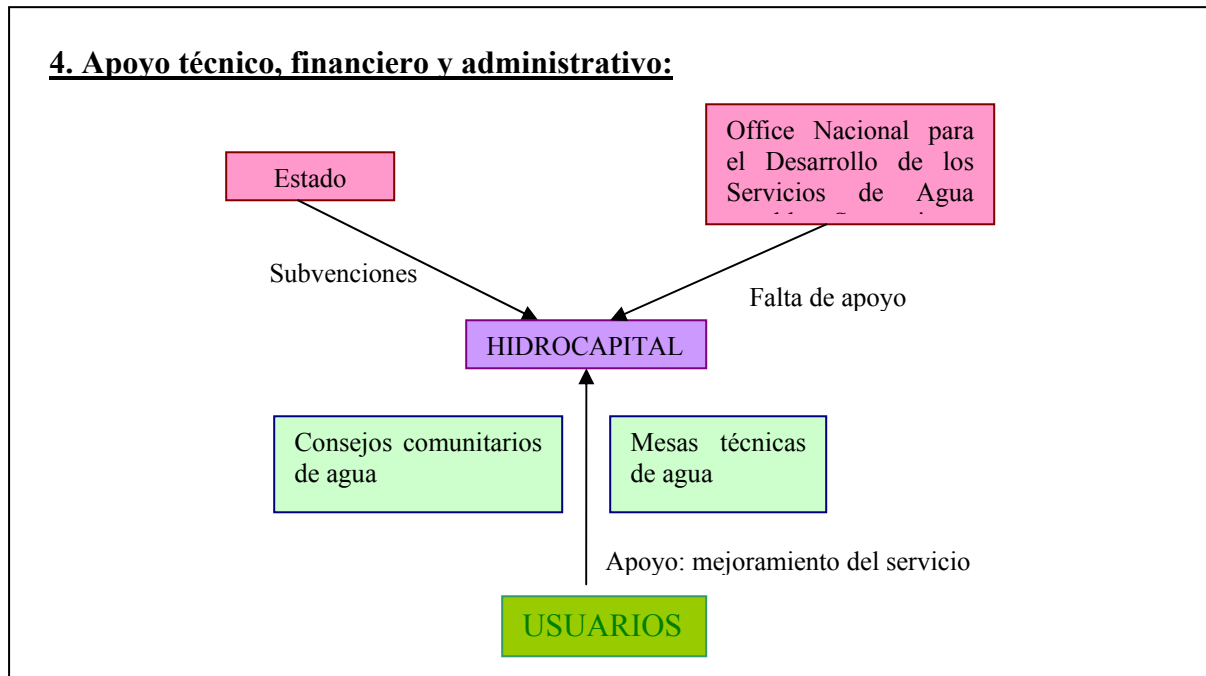 4. Apoyo técnico, financiero y administrativo:
Office Nacional para
el Desarrollo de los
Servicios de Agua
Estado
Subvenciones
Falta de apoyo
HIDROCAPITAL
Consejos comunitarios
de agua
Mesas técnicas
de agua
Apoyo: mejoramiento del servicio
USUARIOS